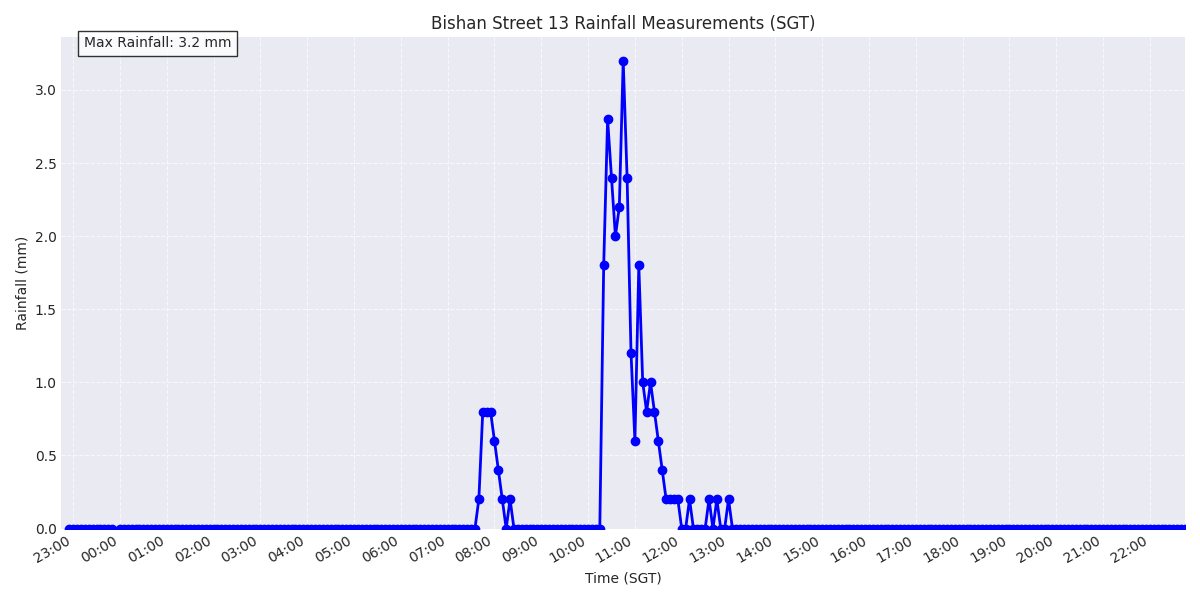 Bishan Street 13 Rainfall Measurements (SGT)
Max Rainfall: 3.2 mm
Rainfall (mm)
3.0
2.5
2.0
1.5
1.0
0.5
0.0
23:00 00:00 01:00 02:00 03:00 04:00 05:00 06:00 07:00 08:00 09:00 10:00 11:00 12:00 13:00 14:00 15:00 16:00 17:00 18:00 19:00 20:00 21:00 22:00
Time (SGT)